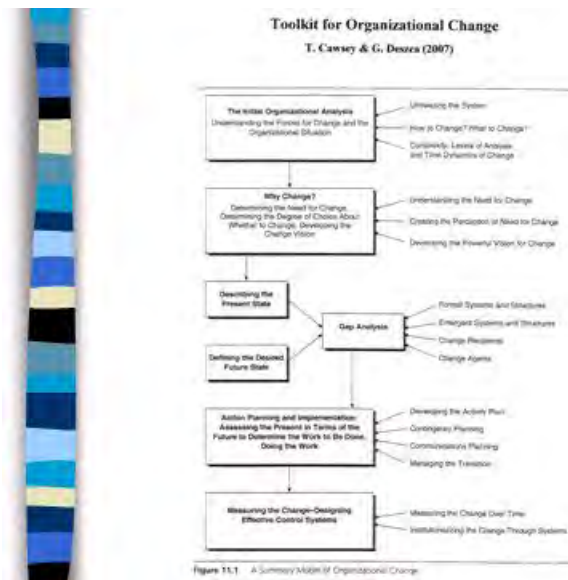 Toolkit for Organizational Change
T. Cawsey & G. Deszca (2007)
The Initial Organizational Analysis
Understanding the Forces for Change and the
Organizational Situation
Unfreezing the System
How to Change? What to Change?
Complexity, Levels of Analysis
and Time Dynamics of Change
Why Change?
Determining the Need for Change,
Determining the Degree of Choice About
Whether to Change, Developing the
Change Vision
Understanding the Need for Change
Creating the Perception of Need for Change
Developing the Powerful Vision for Change
Describing the
Present State
Defining the Desired
Future State
Gap Analysis
Formal Systems and Structures
Emergent Systems and Structures
Change Recipients
Change Agents
Action Planning and Implementation:
Assessing the Present in Terms of the
Future to Determine the Work to Be Done,
Doing the Work
Developing the Activity Plan
Contingency Planning
Communications Planning
Managing the Transition
Measuring the Change–Designing
Effective Control Systems
Measuring the Change Over Time
Institutionalizing the Change Through Systems
Figure 11.1 A Summary Model of Organizational Change